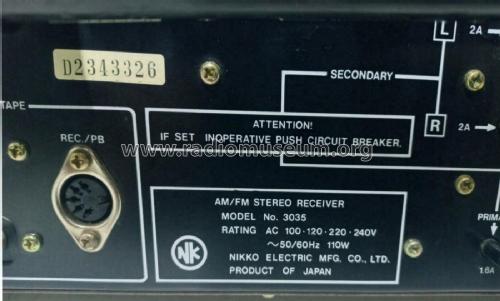 L
2A
D2343326
SECONDARY
TAPE
ATTENTION!
IF SET INOPERATIVE PUSH CIRCUIT BREAKER.
R
2A
REC./PB
www.radiomuseum.org
AM/FM STEREO RECEIVER
MODEL No. 3035
RATING AC 100·120·220·240V
~50/60Hz 110W
NIKKO ELECTRIC MFG. CO., LTD.
PRODUCT OF JAPAN
NK
PRIMA
1.6A